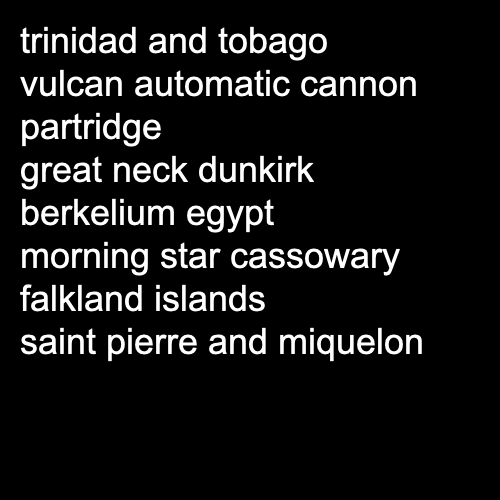 trinidad and tobago
vulcan automatic cannon
partridge
great neck dunkirk
berkelium egypt
morning star cassowary
falkland islands
saint pierre and miquelon